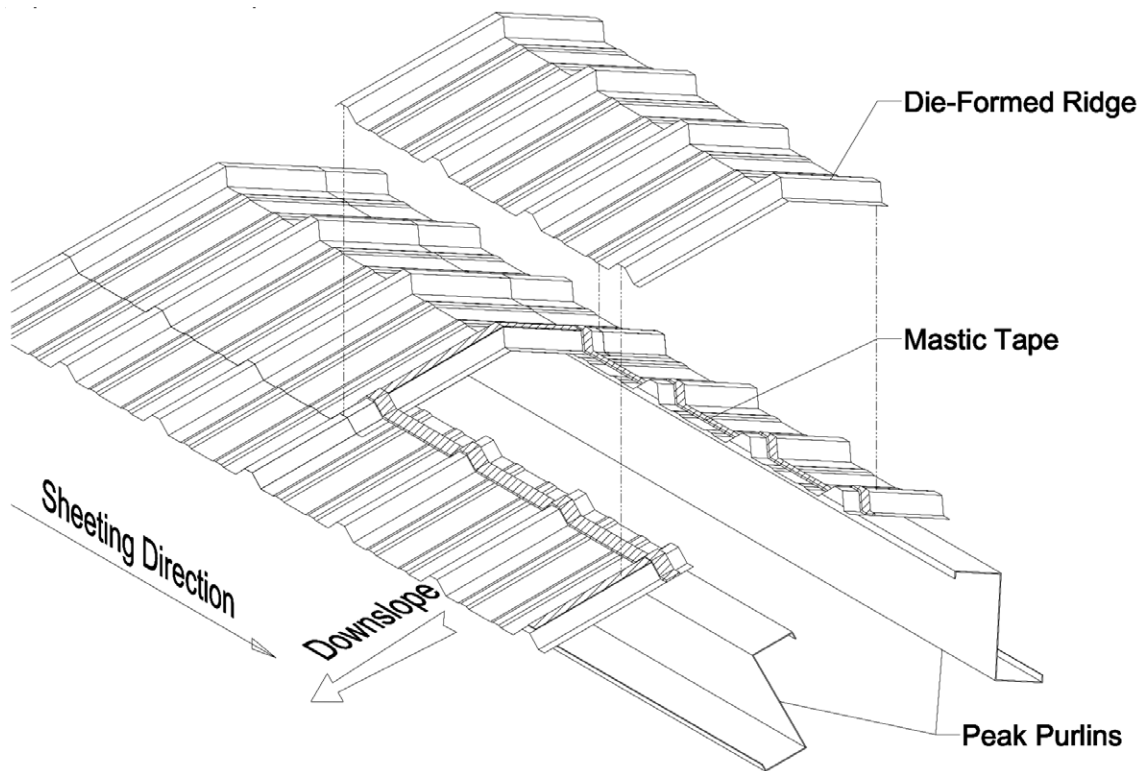 Die-Formed Ridge
Mastic Tape
Sheeting Direction
Downslope
Peak Purlins